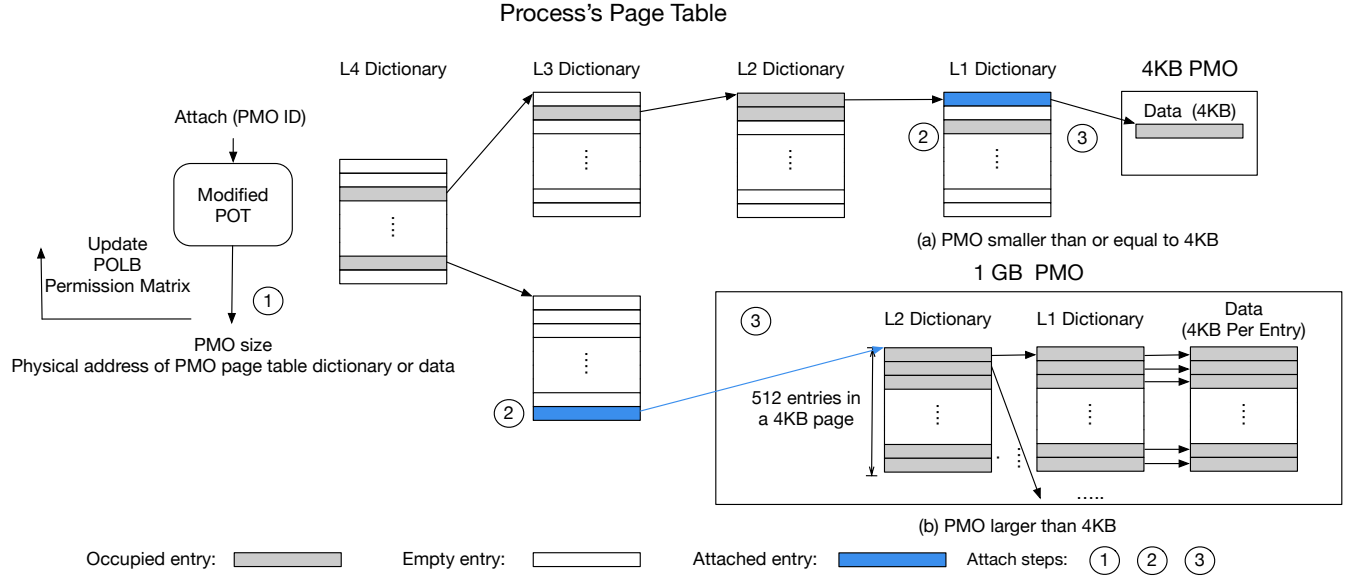 Process's Page Table
L4 Dictionary
L3 Dictionary
L2 Dictionary
L1 Dictionary
4KB PMO
Attach (PMO ID)
Data (4KB)
2
3
Modified
POT
(a) PMO smaller than or equal to 4KB
Update
POLB
Permission Matrix
1
PMO size
Physical address of PMO page table dictionary or data
2
1 GB PMO
3
L2 Dictionary
L1 Dictionary
Data
(4KB Per Entry)
512 entries in
a 4KB page
(b) PMO larger than 4KB
Occupied entry:
Empty entry:
Attached entry:
Attach steps:
1
2
3